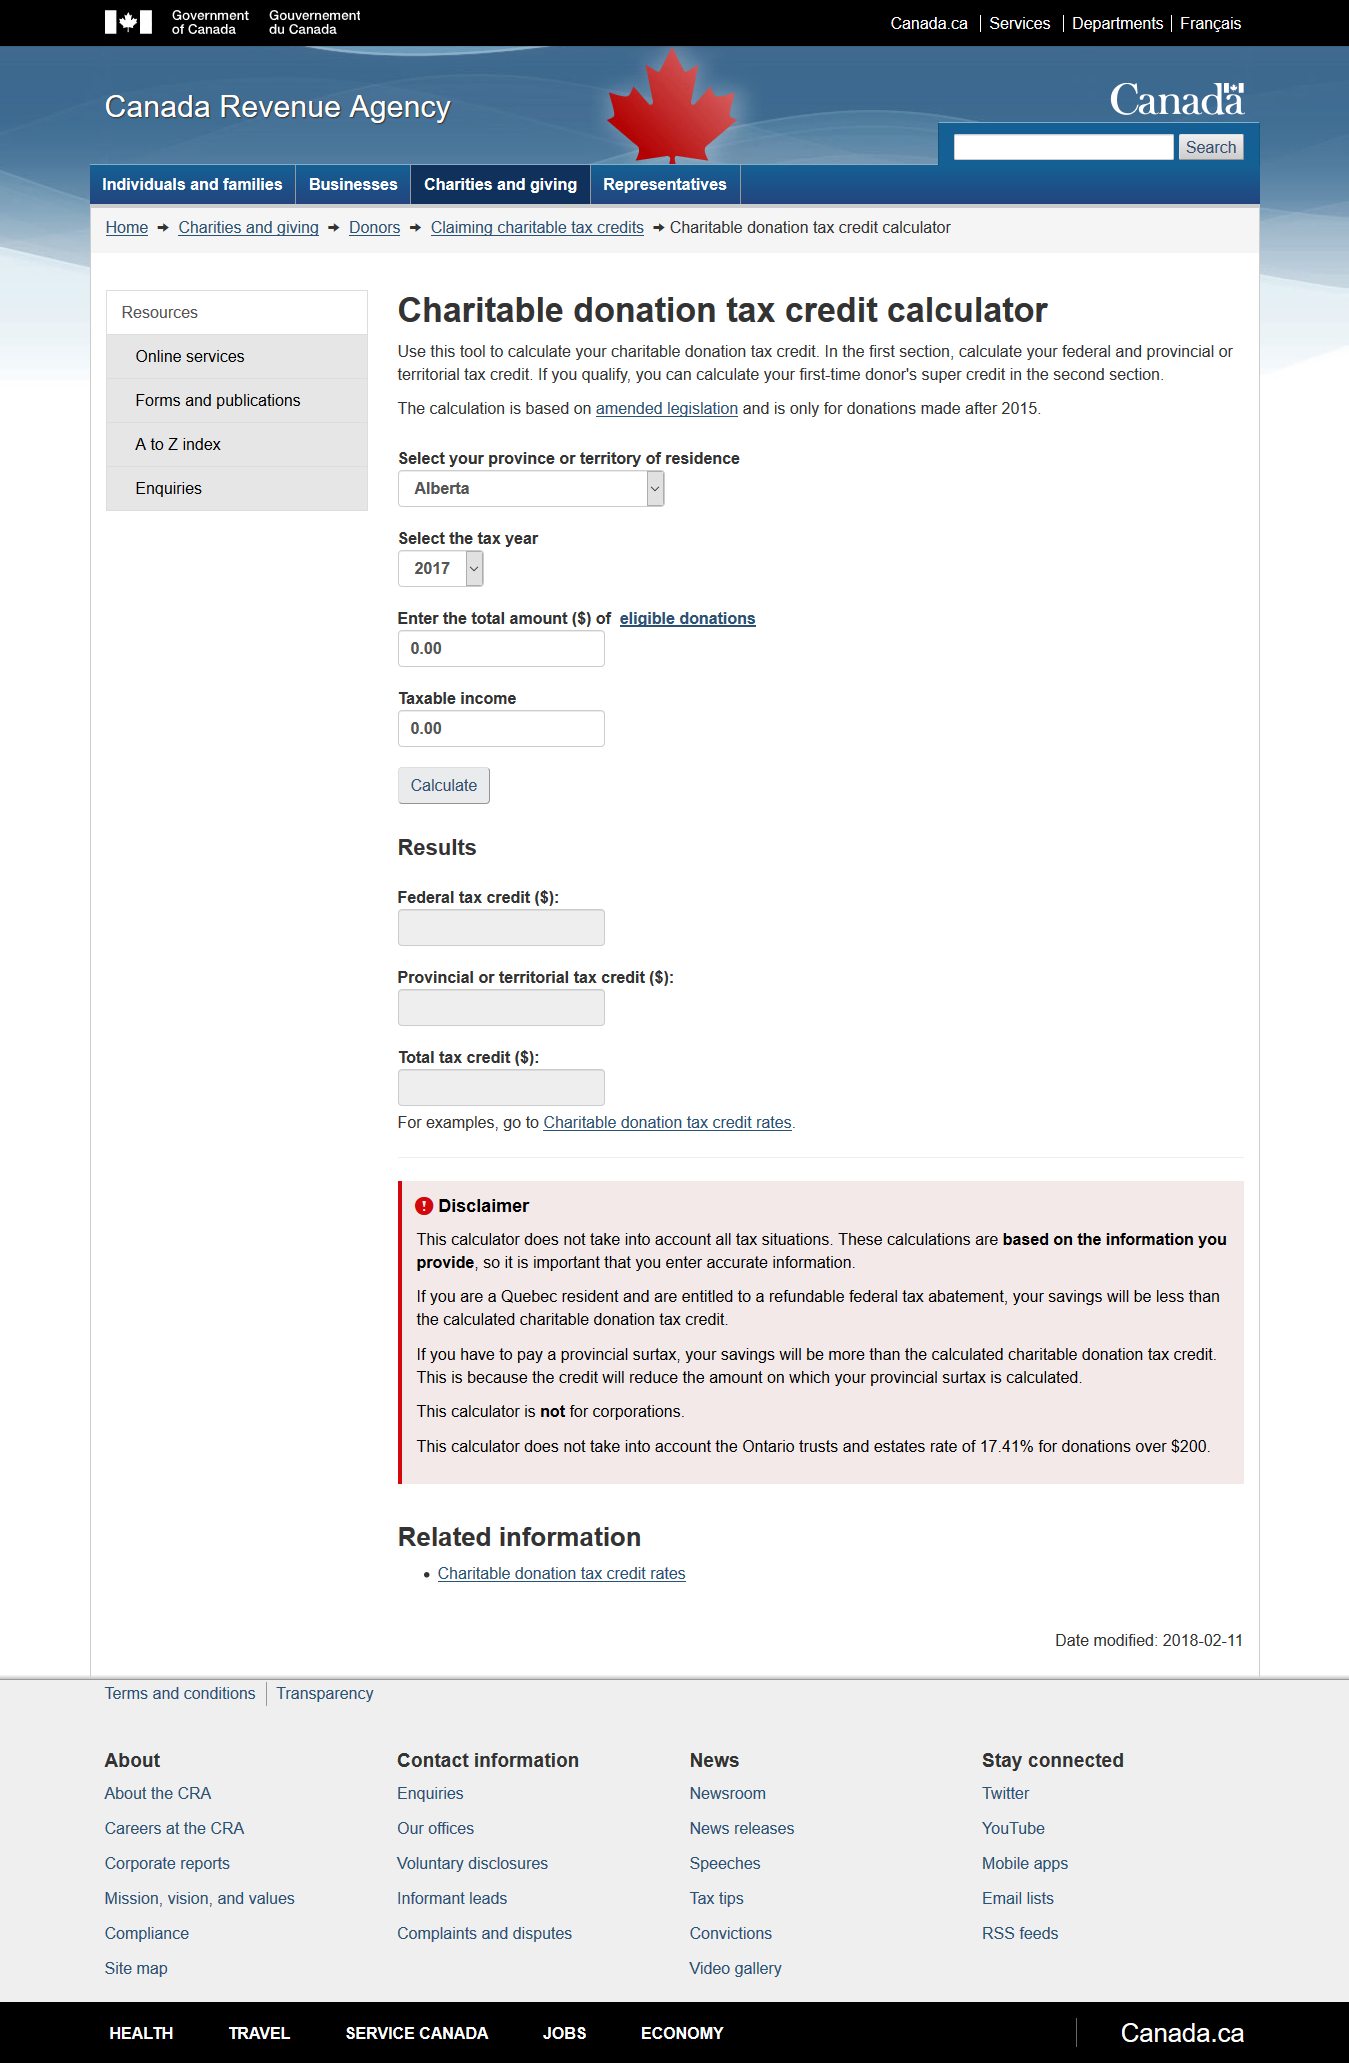 Government of Canada
Gouvernement du Canada
Canada.ca Services Departments Français
Canada Revenue Agency
Canada
Search
Individuals and families Businesses Charities and giving Representatives
Home Charities and giving Donors Claiming charitable tax credits Charitable donation tax credit calculator
Resources
Online services
Forms and publications
A to Z index
Enquiries
Charitable donation tax credit calculator
Use this tool to calculate your charitable donation tax credit. In the first section, calculate your federal and provincial or
territorial tax credit. If you qualify, you can calculate your first-time donor's super credit in the second section.
The calculation is based on amended legislation and is only for donations made after 2015.
Select your province or territory of residence
Alberta
Select the tax year
2017
Enter the total amount ($) of eligible donations
0.00
Taxable income
0.00
Calculate
Results
Federal tax credit ($):
Provincial or territorial tax credit ($):
Total tax credit ($):
For examples, go to Charitable donation tax credit rates.
Disclaimer
This calculator does not take into account all tax situations. These calculations are based on the information you
provide, so it is important that you enter accurate information.
If you are a Quebec resident and are entitled to a refundable federal tax abatement, your savings will be less than
the calculated charitable donation tax credit.
If you have to pay a provincial surtax, your savings will be more than the calculated charitable donation tax credit.
This is because the credit will reduce the amount on which your provincial surtax is calculated.
This calculator is not for corporations.
This calculator does not take into account the Ontario trusts and estates rate of 17.41% for donations over $200.
Related information
• Charitable donation tax credit rates
Date modified: 2018-02-11
Terms and conditions Transparency
About
About the CRA
Careers at the CRA
Corporate reports
Mission, vision, and values
Compliance
Site map
Contact information
Enquiries
Our offices
Voluntary disclosures
Informant leads
Complaints and disputes
News
Newsroom
News releases
Speeches
Tax tips
Convictions
Video gallery
Stay connected
Twitter
YouTube
Mobile apps
Email lists
RSS feeds
HEALTH TRAVEL SERVICE CANADA JOBS ECONOMY Canada.ca